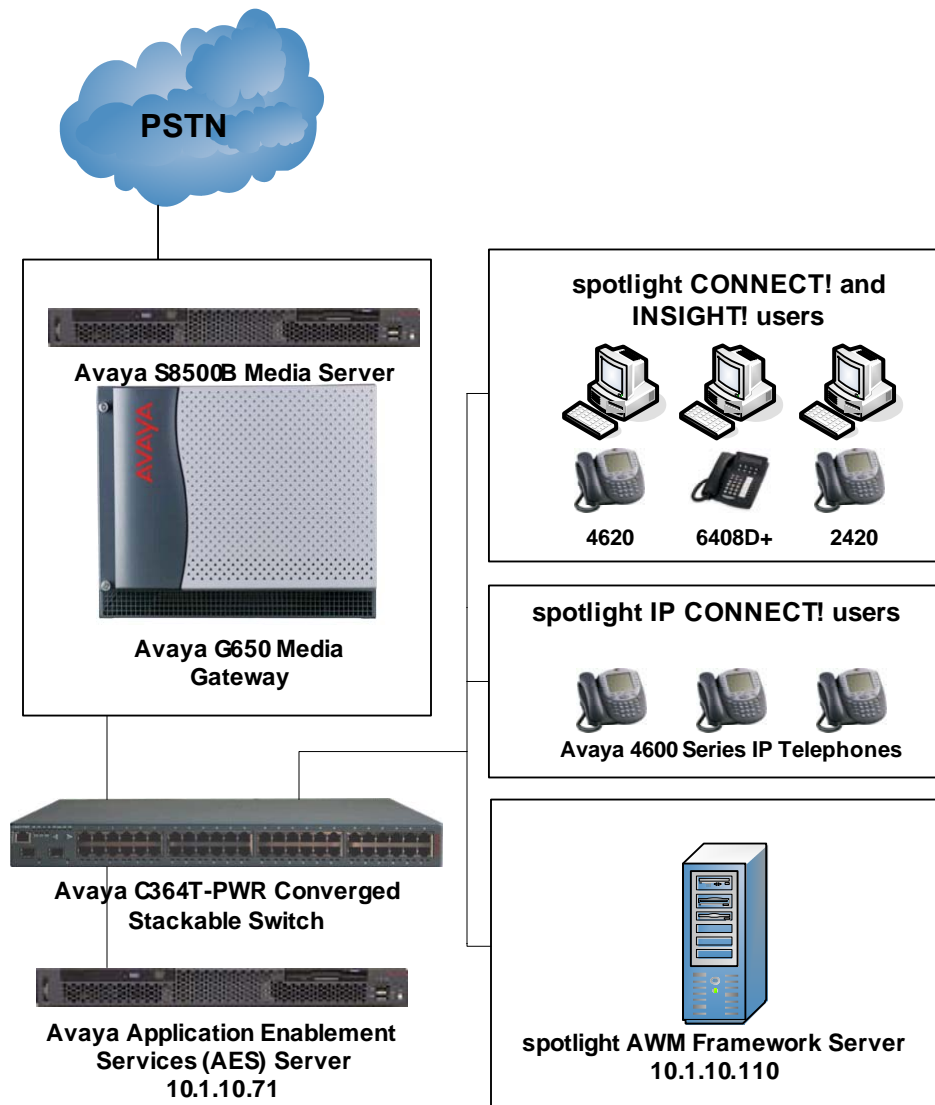 PSTN
Avaya S8500B Media Server
AVAYA
Avaya G650 Media
Gateway
Avaya C364T-PWR Converged
Stackable Switch
Avaya Application Enablement
Services (AES) Server
10.1.10.71
spotlight CONNECT! and
INSIGHT! users
4620
6408D+
2420
spotlight IP CONNECT! users
Avaya 4600 Series IP Telephones
spotlight AWM Framework Server
10.1.10.110